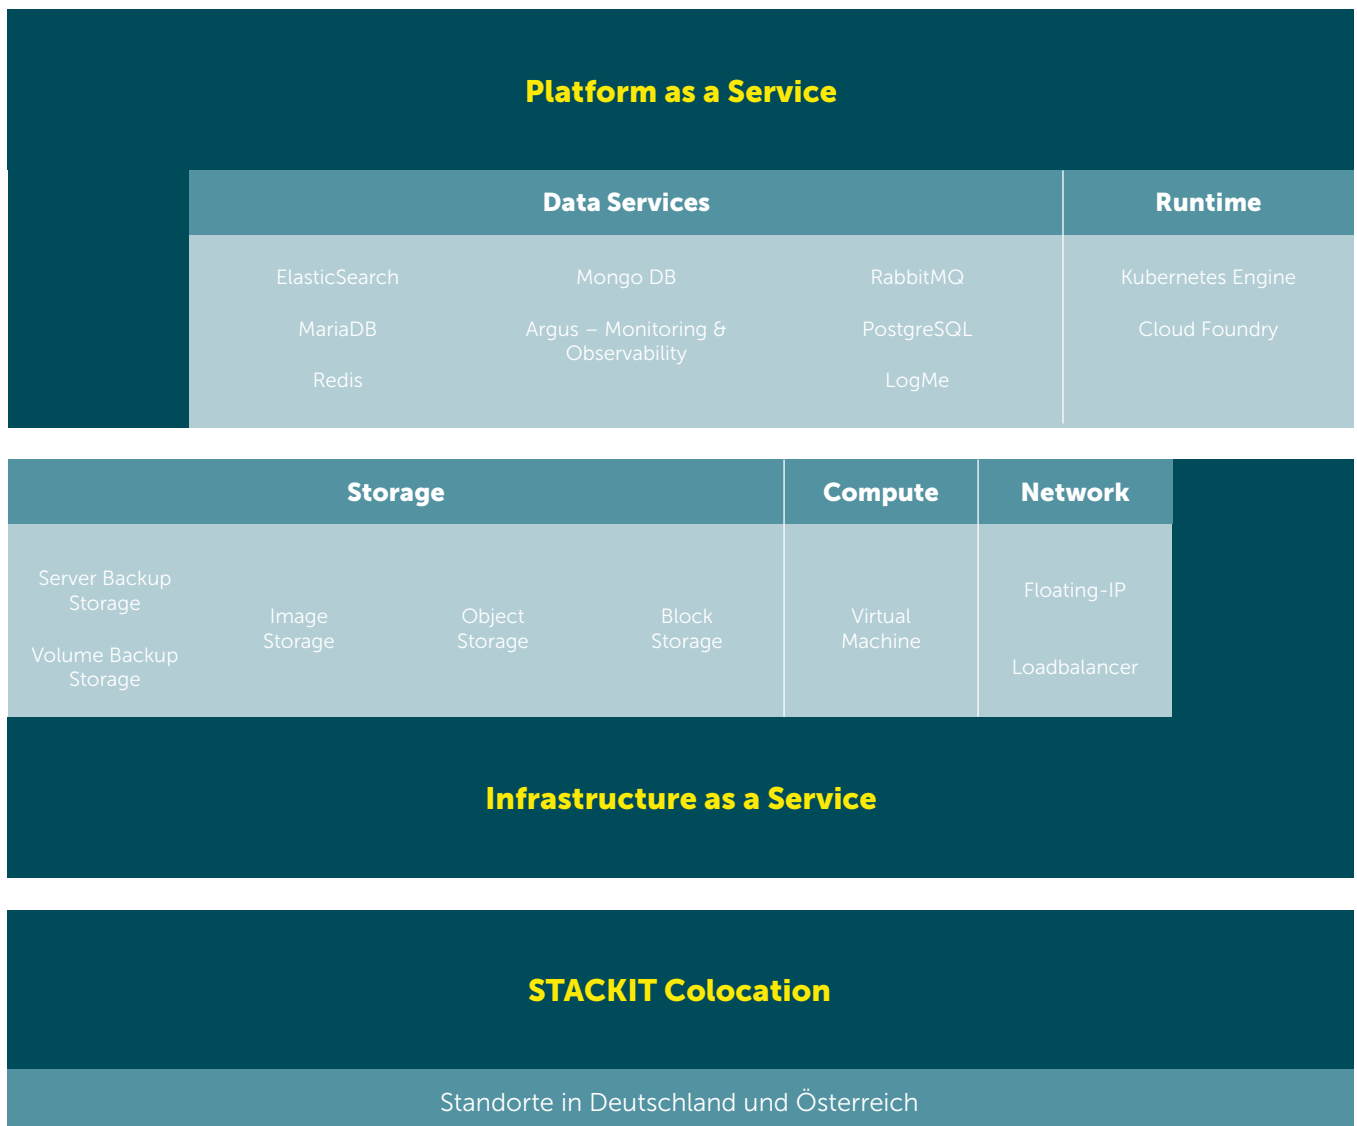 Platform as a Service
Data Services
Runtime
ElasticSearch
Mongo DB
RabbitMQ
Kubernetes Engine
MariaDB
Argus – Monitoring &
Observability
PostgreSQL
Cloud Foundry
Redis
LogMe
Storage
Compute
Network
Server Backup
Storage
Volume Backup
Storage
Image
Storage
Object
Storage
Block
Storage
Virtual
Machine
Floating-IP
Loadbalancer
Infrastructure as a Service
STACKIT Colocation
Standorte in Deutschland und Österreich